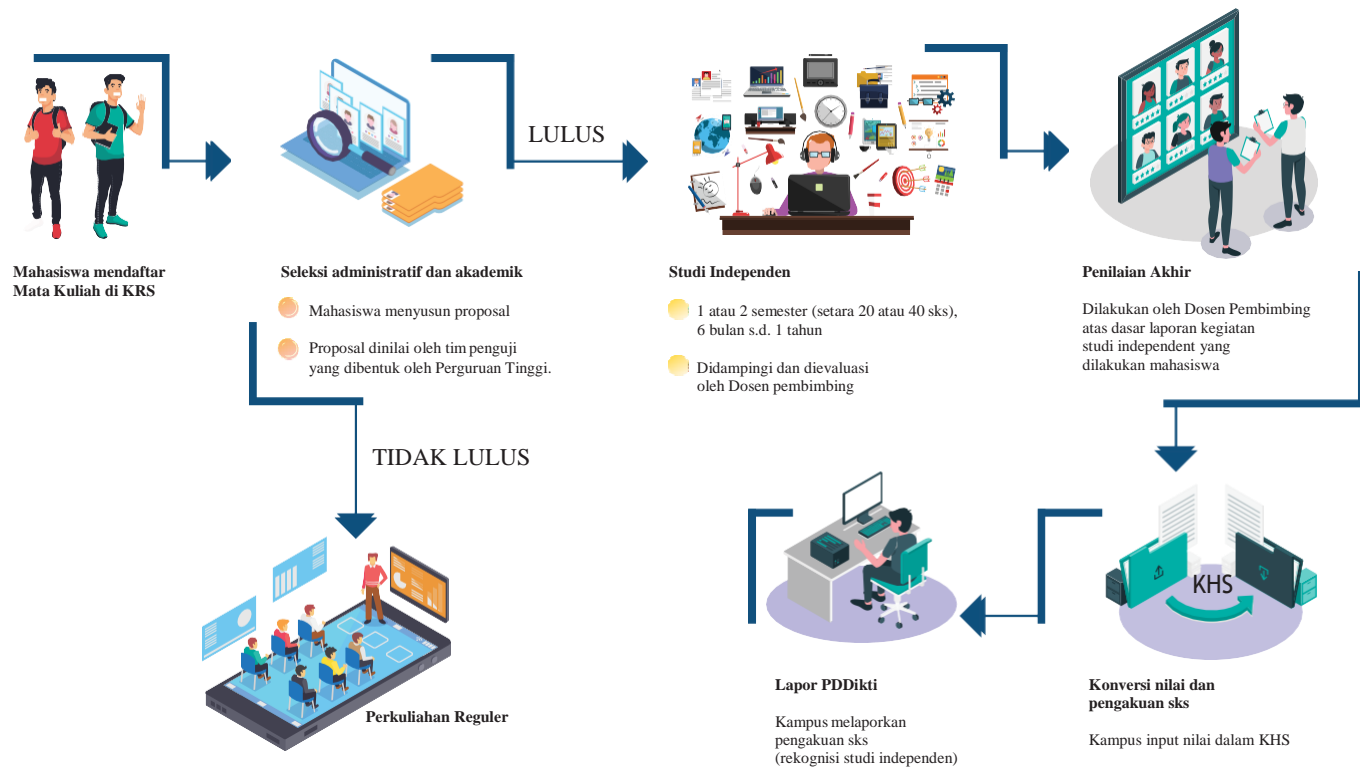 LULUS
Mahasiswa mendaftar
Mata Kuliah di KRS
Seleksi administratif dan akademik
Mahasiswa menyusun proposal
Proposal dinilai oleh tim penguji
yang dibentuk oleh Perguruan Tinggi.
Studi Independen
1 atau 2 semester (setara 20 atau 40 sks),
6 bulan s.d. 1 tahun
Didampingi dan dievaluasi
oleh Dosen pembimbing
Penilaian Akhir
Dilakukan oleh Dosen Pembimbing
atas dasar laporan kegiatan
studi independent yang
dilakukan mahasiswa
TIDAK LULUS
Perkuliahan Reguler
KHS
Konversi nilai dan
pengakuan sks
Kampus input nilai dalam KHS
Lapor PDDikti
Kampus melaporkan
pengakuan sks
(rekognisi studi independen)